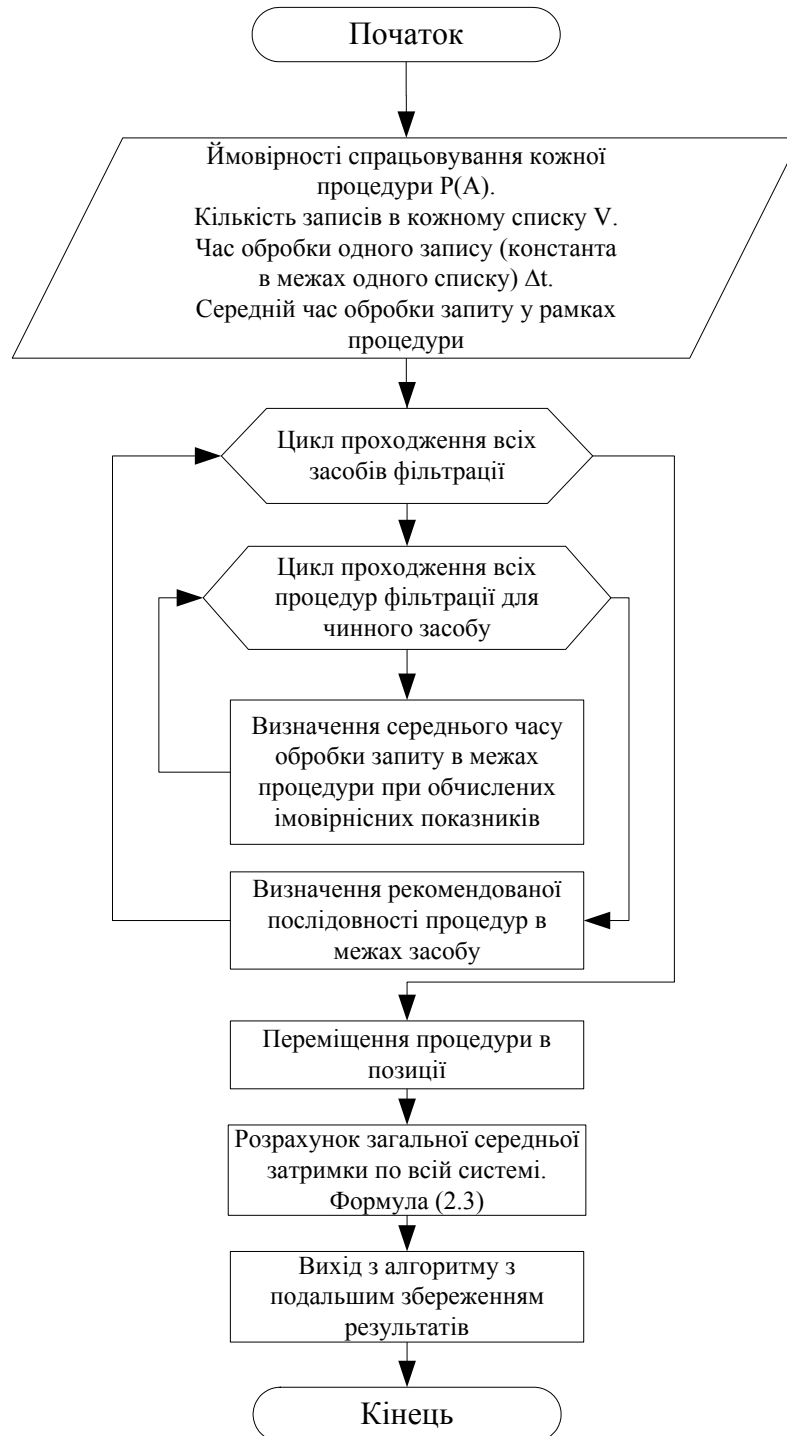 Початок
Ймовірності спрацьовування кожної
процедури P(A).
Кількість записів в кожному списку V.
Час обробки одного запису (константа
в межах одного списку) Δt.
Середній час обробки запиту у рамках
процедури
Цикл проходження всіх
засобів фільтрації
Цикл проходження всіх
процедур фільтрації для
чинного засобу
Визначення середнього часу
обробки запиту в межах
процедури при обчислених
імовірнісних показників
Визначення рекомендованої
послідовності процедур в
межах засобу
Переміщення процедури в
позиції
Розрахунок загальної середньої
затримки по всій системі.
Формула (2.3)
Вихід з алгоритму з
подальшим збереженням
результатів
Кінець